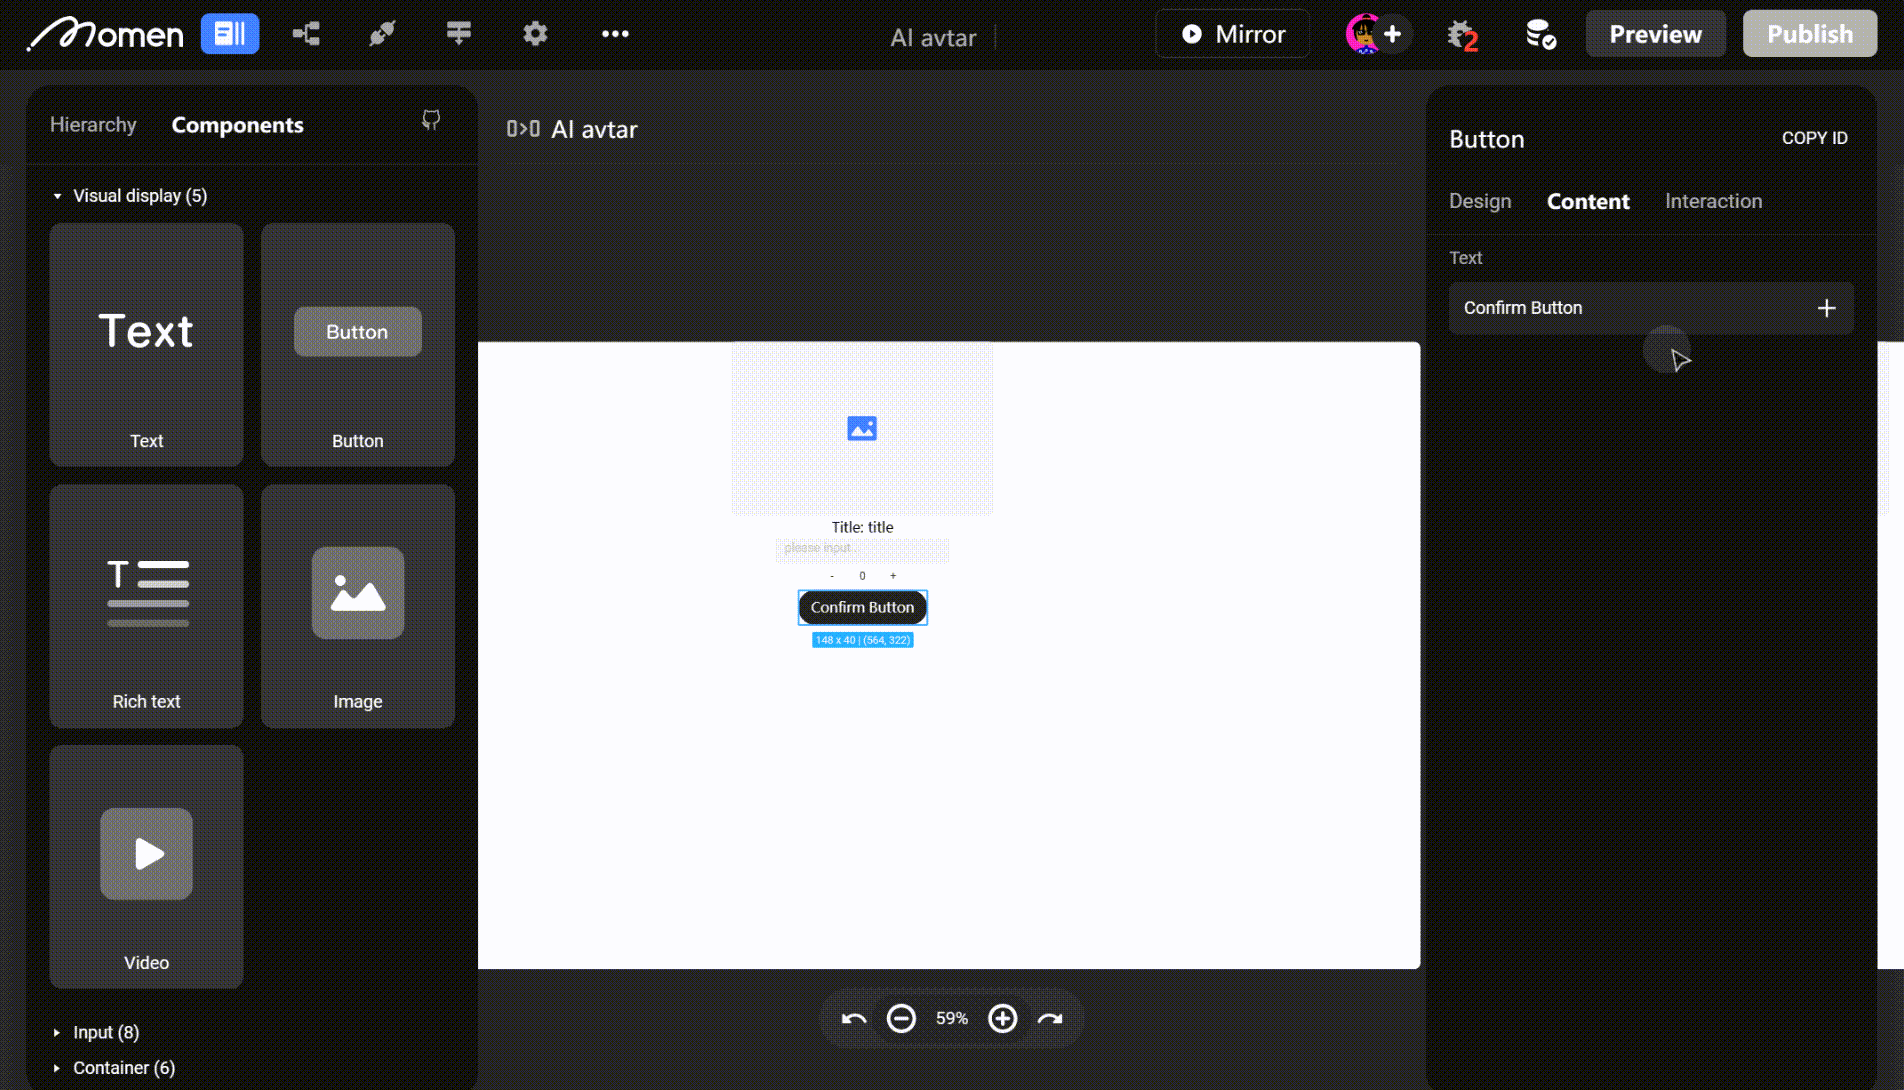 Momen
AI avtar
Mirror
2
Preview
Publish
Hierarchy
Components
AI avtar
Button
COPY ID
Design
Content
Interaction
Visual display (5)
Text
Confirm Button
Text
Button
Text
Button
Title: title
please input...
- 0 +
Confirm Button
148 x 40 | (564, 322)
T
Rich text
Image
Video
59%
Input (8)
Container (6)